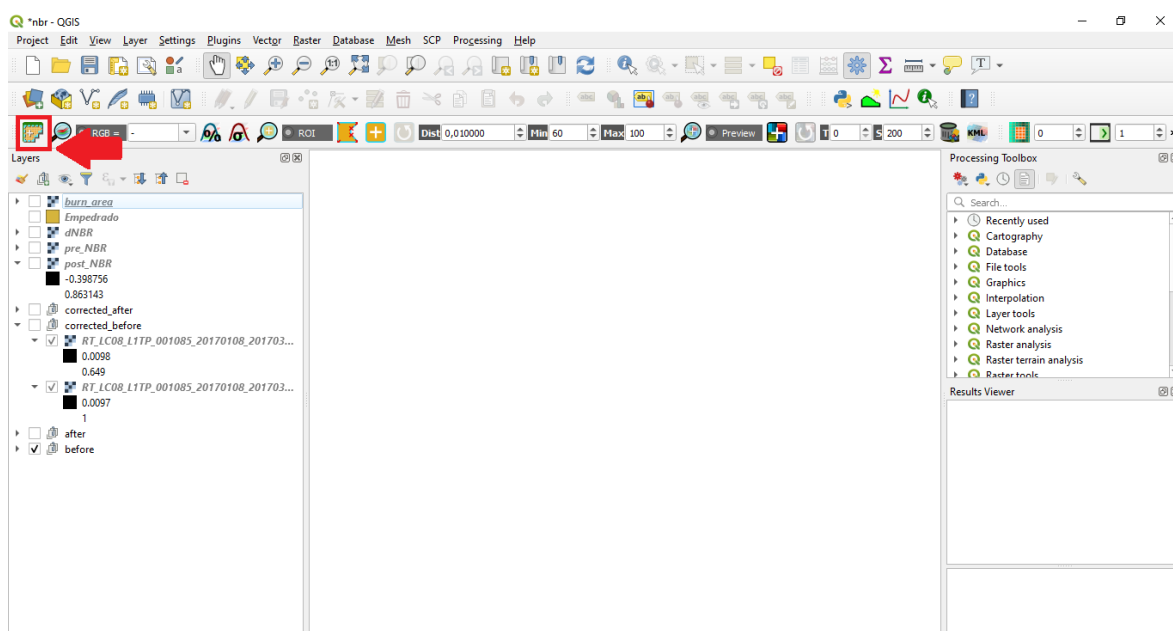 *nbr - QGIS
Project Edit View Layer Settings Plugins Vector Raster Database Mesh SCP Processing Help
RGB = - ROI Dist 0,010000 Min 60 Max 100 Preview T 0 S 200 KML 0 1
Layers
burn_area
Empedrado
dNBR
pre_NBR
post_NBR
-0.398756
0.863143
corrected_after
corrected_before
RT_LC08_L1TP_001085_20170108_201703...
0.0098
0.649
RT_LC08_L1TP_001085_20170108_201703...
0.0097
1
after
before
Processing Toolbox
Search...
Recently used
Cartography
Database
File tools
Graphics
Interpolation
Layer tools
Network analysis
Raster analysis
Raster terrain analysis
Raster tools
Results Viewer